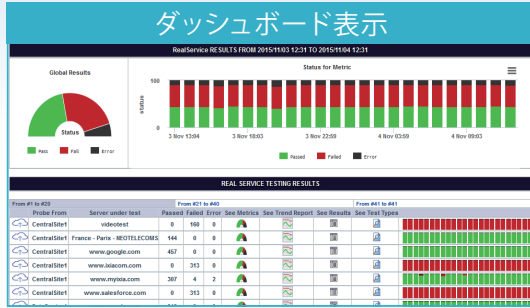 ダッシュボード表示
RealService RESULTS FROM 2015/11/03 12:31 TO 2015/11/04 12:31
Global Results
Status
Pass Fail Error
Status for Metric
100
status
0
3 Nov 13:04 3 Nov 18:03 3 Nov 22:59 4 Nov 03:59 4 Nov 09:03
Passed Failed Error
REAL SERVICE TESTING RESULTS
From #1 to #20 From #21 to #40 From #41 to #41
Probe From Server under test Passed Failed Error See Metrics See Trend Report See Results See Test Types
CentralSite1 videotest 0 160 0
CentralSite1 France - Paris - NEOTELECOMS 144 0 0
CentralSite1 www.google.com 457 0 0
CentralSite1 www.ixiacom.com 0 313 0
CentralSite1 www.myixia.com 307 4 2
CentralSite1 www.salesforce.com 0 313 0